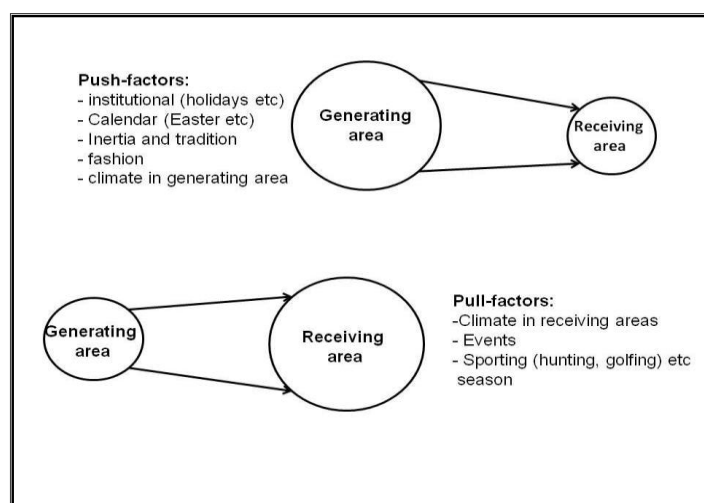 Push-factors:
- institutional (holidays etc)
- Calendar (Easter etc)
- Inertia and tradition
- fashion
- climate in generating area
Generating
area
Receiving
area
Generating
area
Receiving
area
Pull-factors:
-Climate in receiving areas
- Events
- Sporting (hunting, golfing) etc
season